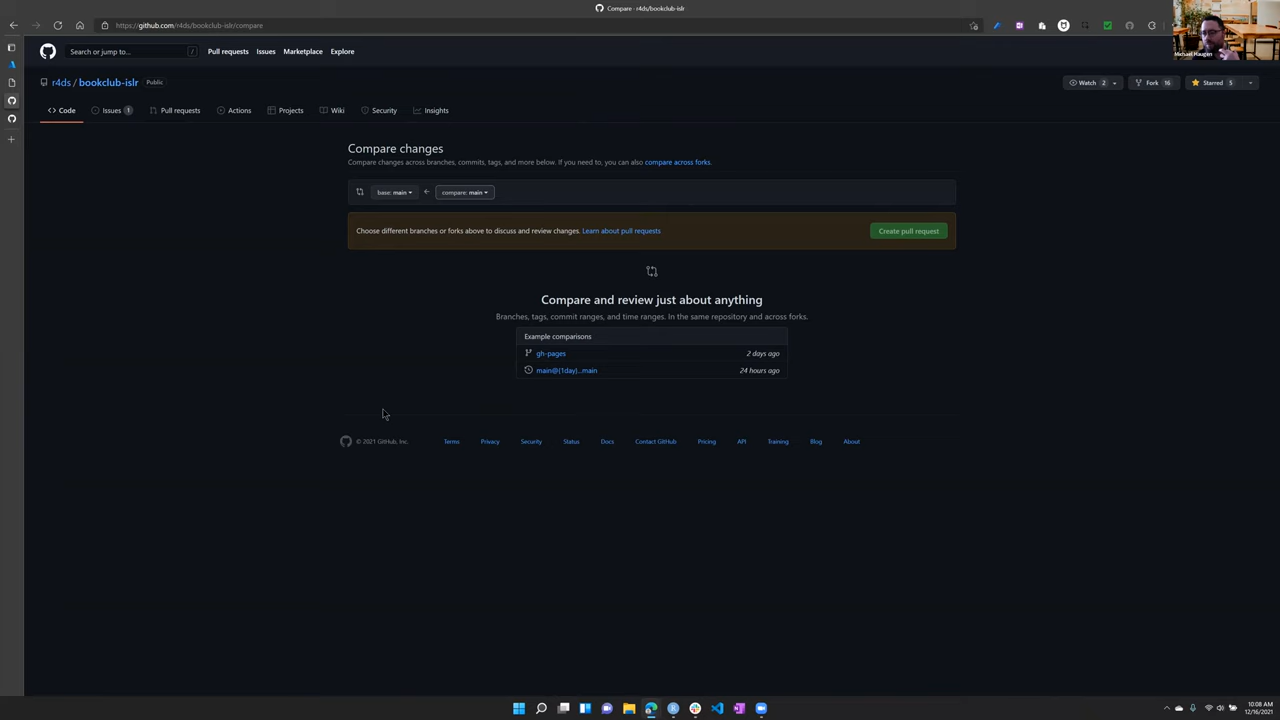 Compare · r4ds/bookclub-islr
https://github.com/r4ds/bookclub-islr/compare
Michael Haugen
Search or jump to...
/
Pull requests
Issues
Marketplace
Explore
r4ds / bookclub-islr
Public
Watch 2
Fork 16
Starred 5
Code
Issues 1
Pull requests
Actions
Projects
Wiki
Security
Insights
Compare changes
Compare changes across branches, commits, tags, and more below. If you need to, you can also compare across forks.
base: main
compare: main
Choose different branches or forks above to discuss and review changes. Learn about pull requests
Create pull request
Compare and review just about anything
Branches, tags, commit ranges, and time ranges. In the same repository and across forks.
Example comparisons
gh-pages
2 days ago
main@{1day}...main
24 hours ago
© 2021 GitHub, Inc.
Terms
Privacy
Security
Status
Docs
Contact GitHub
Pricing
API
Training
Blog
About
10:08 AM
12/16/2021